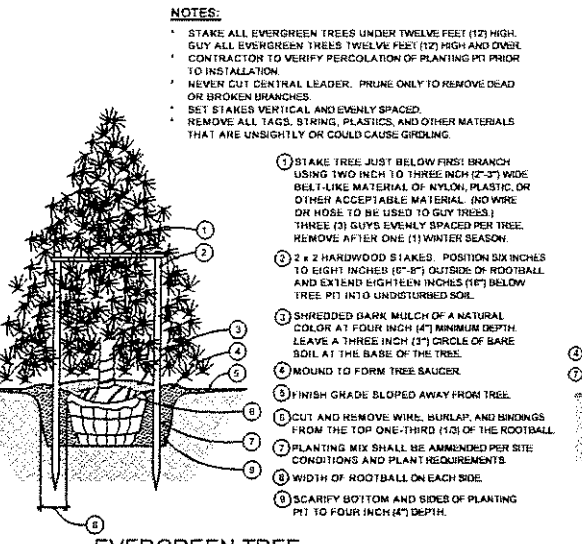 NOTES:
* STAKE ALL EVERGREEN TREES UNDER TWELVE FEET (12') HIGH.
GUY ALL EVERGREEN TREES TWELVE FEET (12') HIGH AND OVER.
* CONTRACTOR TO VERIFY PERCOLATION OF PLANTING PIT PRIOR
TO INSTALLATION.
* NEVER CUT CENTRAL LEADER. PRUNE ONLY TO REMOVE DEAD
OR BROKEN BRANCHES.
* SET STAKES VERTICAL AND EVENLY SPACED.
* REMOVE ALL TAGS, STRING, PLASTICS, AND OTHER MATERIALS
THAT ARE UNSIGHTLY OR COULD CAUSE GIRDLING.
1 STAKE TREE JUST BELOW FIRST BRANCH
USING TWO INCH TO THREE INCH (2"-3") WIDE
BELT-LIKE MATERIAL OF NYLON, PLASTIC, OR
OTHER ACCEPTABLE MATERIAL. (NO WIRE
OR HOSE TO BE USED TO GUY TREES.)
THREE (3) GUYS EVENLY SPACED PER TREE.
REMOVE AFTER ONE (1) WINTER SEASON.
2 2 x 2 HARDWOOD STAKES. POSITION SIX INCHES
TO EIGHT INCHES (6"-8") OUTSIDE OF ROOTBALL
AND EXTEND EIGHTEEN INCHES (18") BELOW
TREE PIT INTO UNDISTURBED SOIL.
3 SHREDDED BARK MULCH OF A NATURAL
COLOR AT FOUR INCH (4") MINIMUM DEPTH.
LEAVE A THREE INCH (3") CIRCLE OF BARE
SOIL AT THE BASE OF THE TREE.
4 MOUND TO FORM TREE SAUCER.
5 FINISH GRADE SLOPED AWAY FROM TREE.
6 CUT AND REMOVE WIRE, BURLAP, AND BINDINGS
FROM THE TOP ONE-THIRD (1/3) OF THE ROOTBALL.
7 PLANTING MIX SHALL BE AMMENDED PER SITE
CONDITIONS AND PLANT REQUIREMENTS.
8 WIDTH OF ROOTBALL ON EACH SIDE.
9 SCARIFY BOTTOM AND SIDES OF PLANTING
PIT TO FOUR INCH (4") DEPTH.
1
2
3
4
5
6
7
9
8
4
7
EVERGREEN TREE